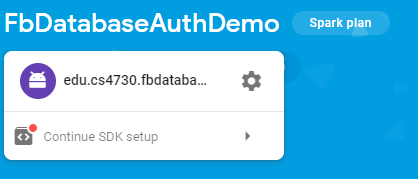 FbDatabaseAuthDemo Spark plan
edu.cs4730.fbdataba...
Continue SDK setup